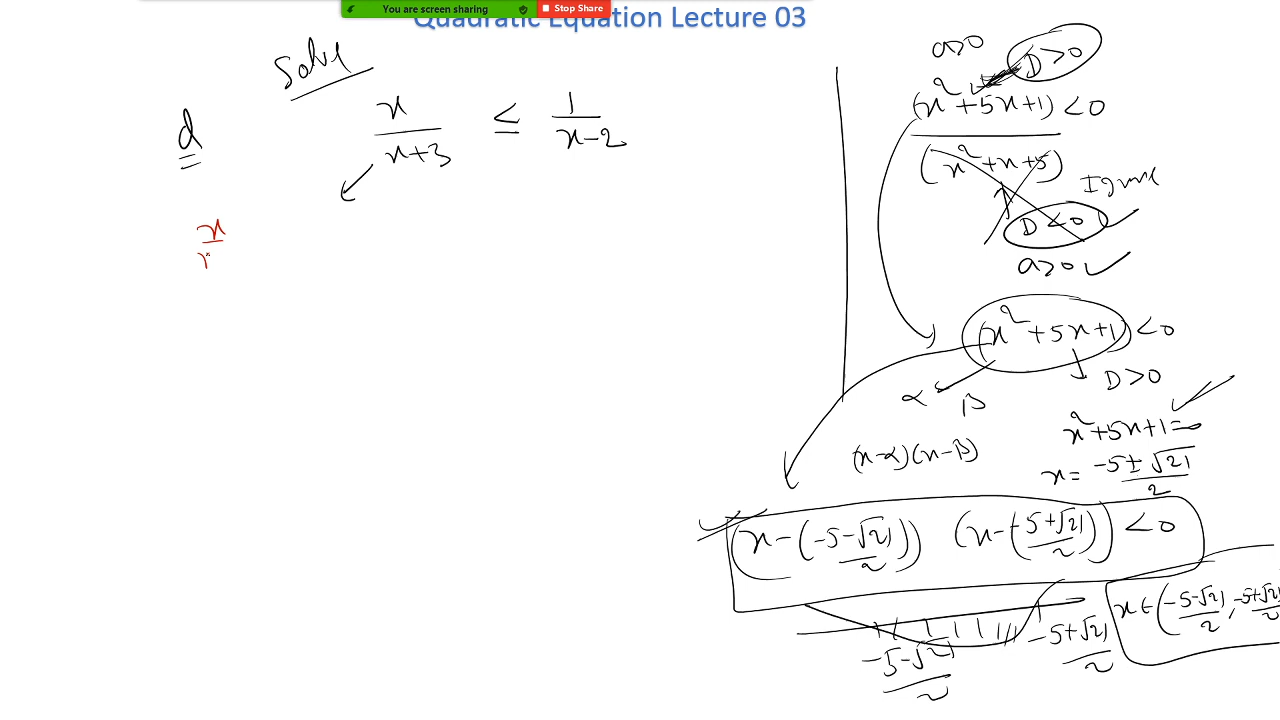 You are screen sharing Stop Share
Quadratic Equation Lecture 03
Solve
d x/(x+3) ≤ 1/(x-2)
x
a>0 D>0
(x²+5x+1) <0
(x²+x+5)
Ignore
D<0
a>0 ✓
(x²+5x+1) <0
D>0
α β
x²+5x+1=0
(x-α)(x-β)
x = (-5±√21)/2
(x-((-5-√21)/2)) (x-((-5+√21)/2)) <0
(-5-√21)/2 (-5+√21)/2
x ∈ ((-5-√21)/2, (-5+√21)/2